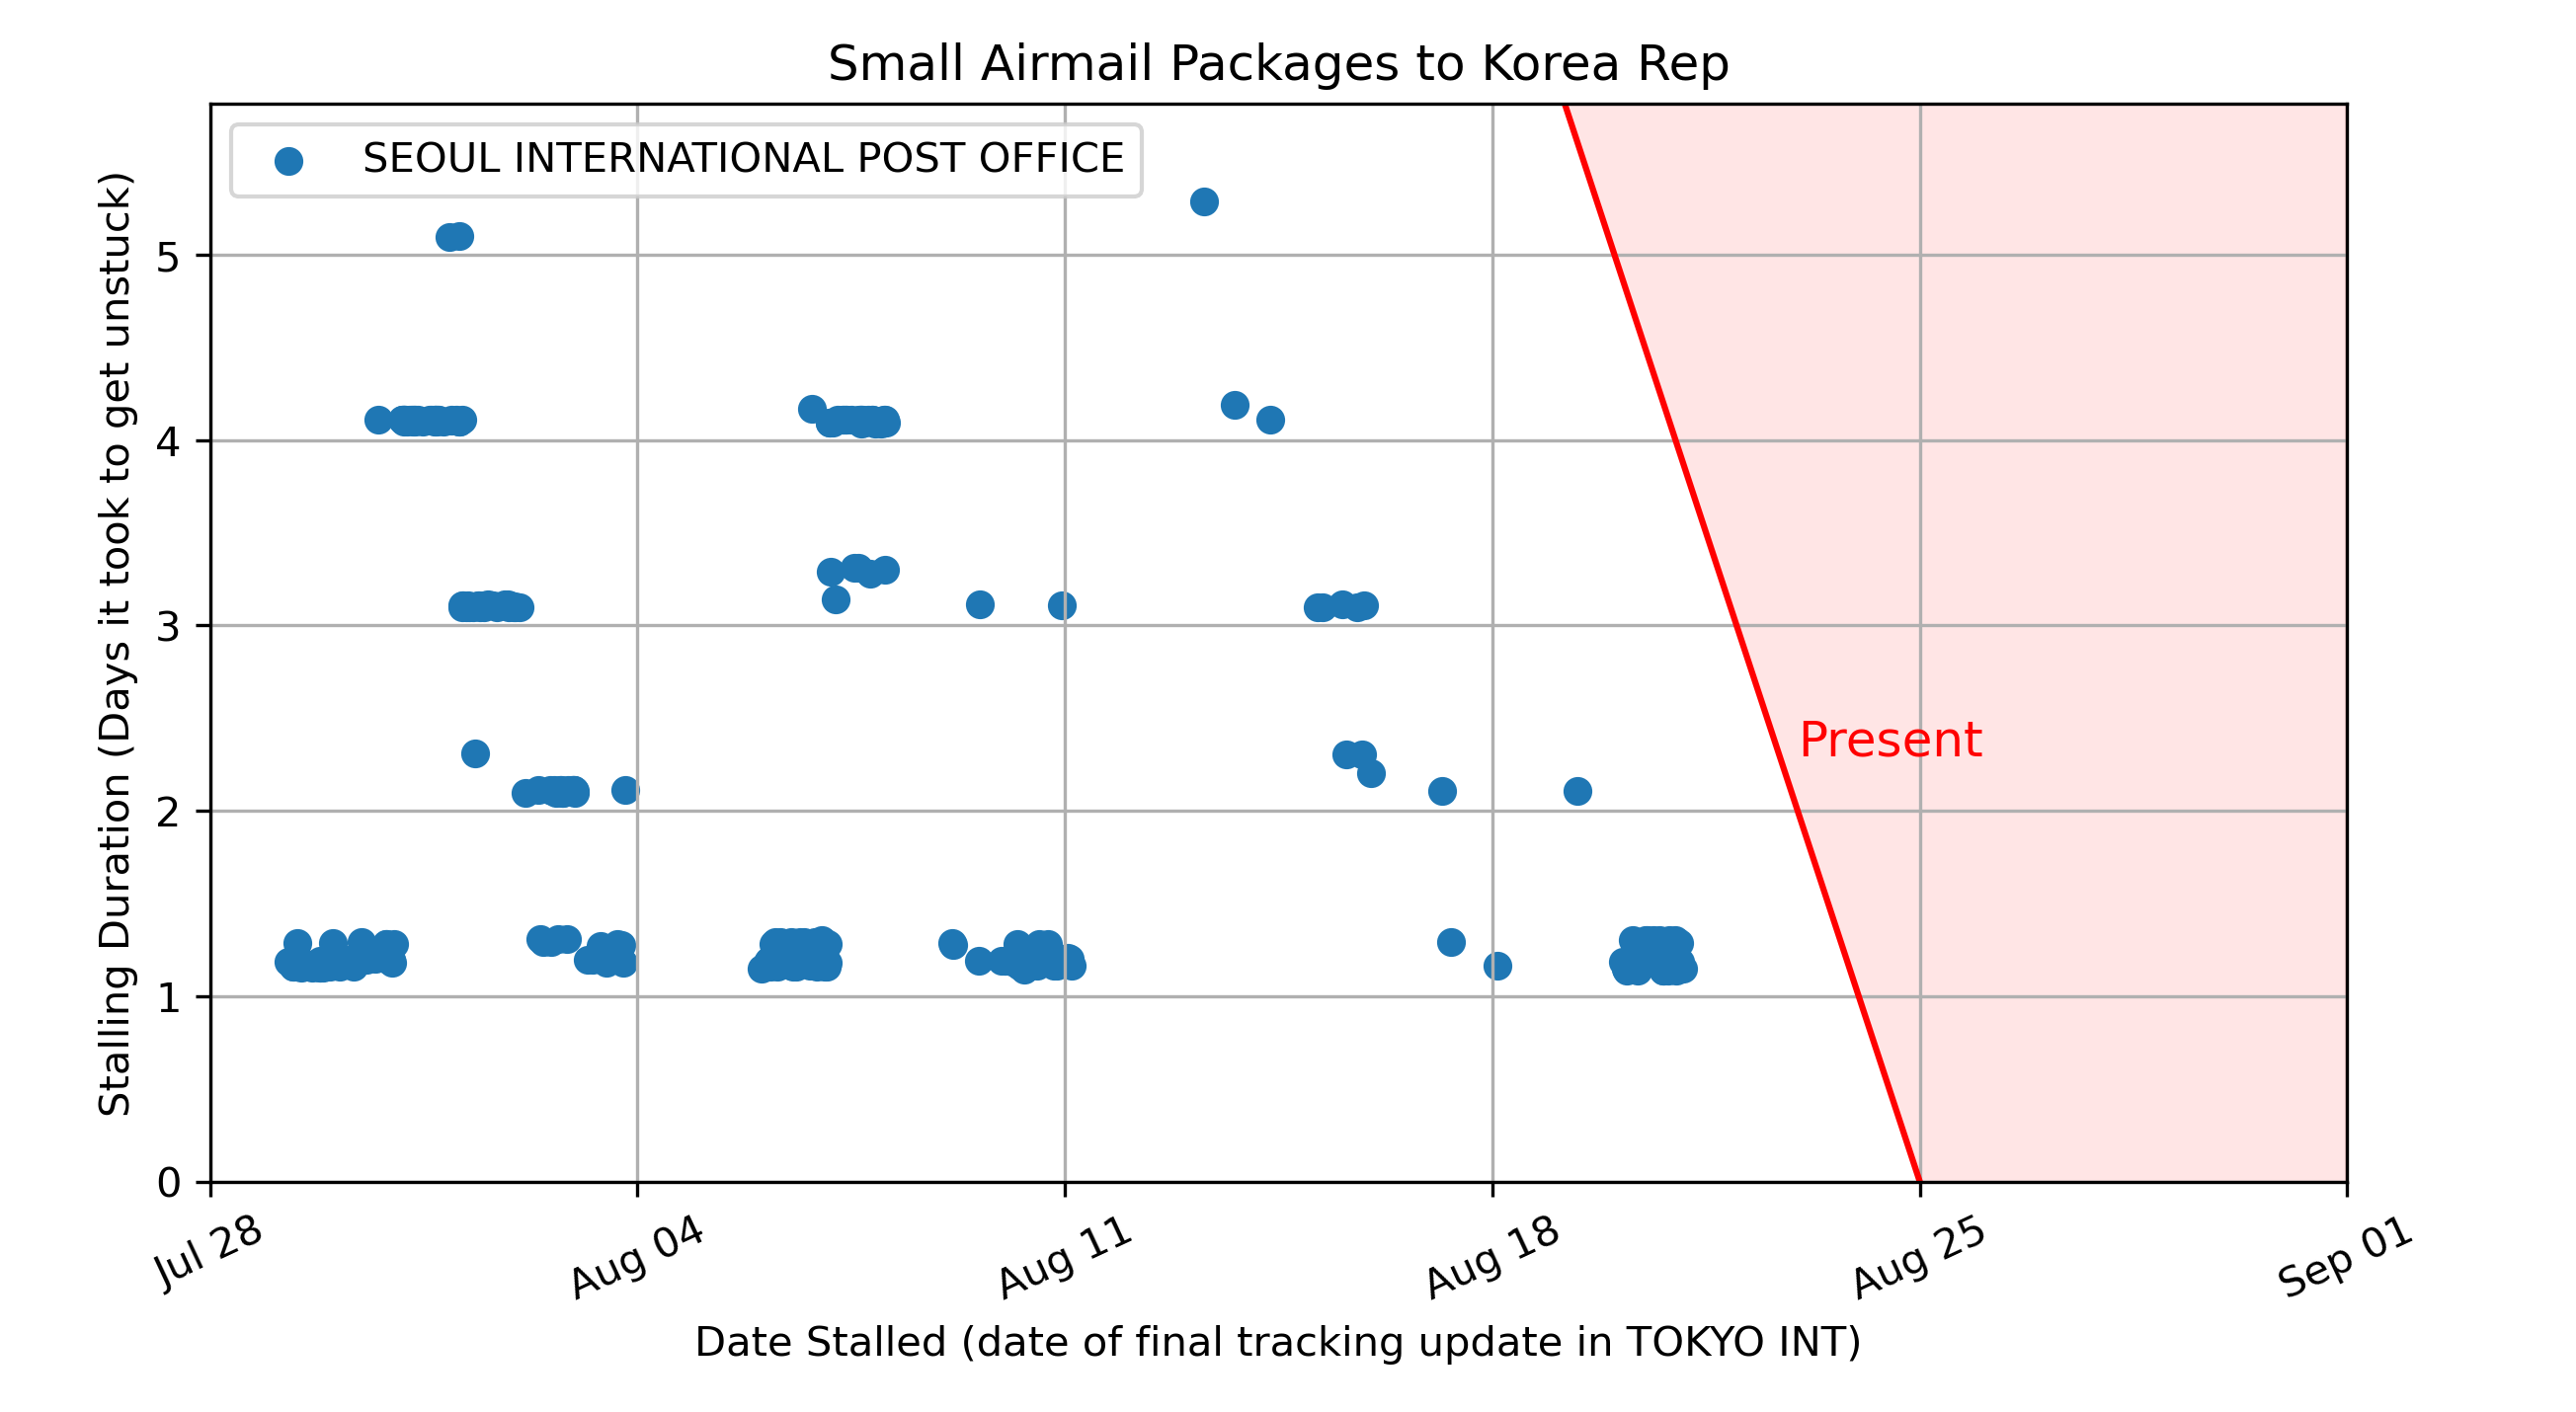 Small Airmail Packages to Korea Rep
SEOUL INTERNATIONAL POST OFFICE
Stalling Duration (Days it took to get unstuck)
5
4
3
2
1
0
Present
Jul 28
Aug 04
Aug 11
Aug 18
Aug 25
Sep 01
Date Stalled (date of final tracking update in TOKYO INT)